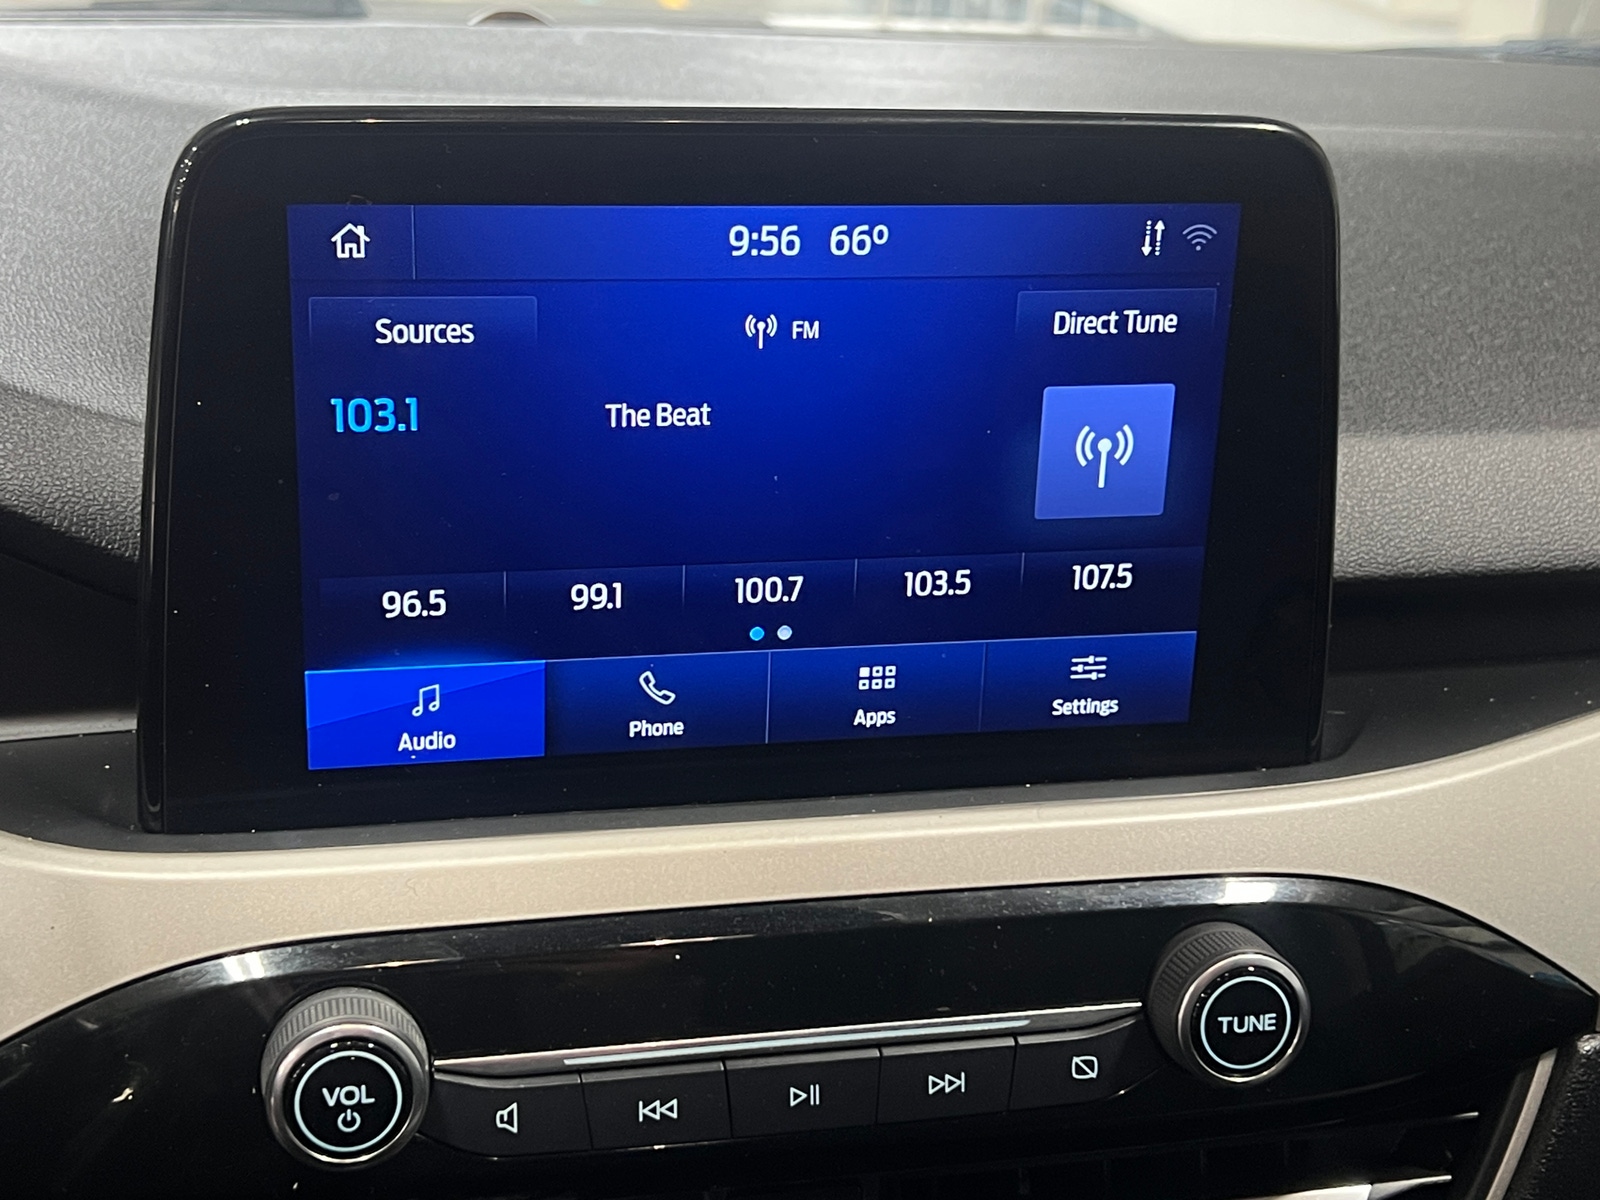 9:56 66º
Sources FM Direct Tune
103.1 The Beat
96.5 99.1 100.7 103.5 107.5
Audio Phone Apps Settings
VOL TUNE